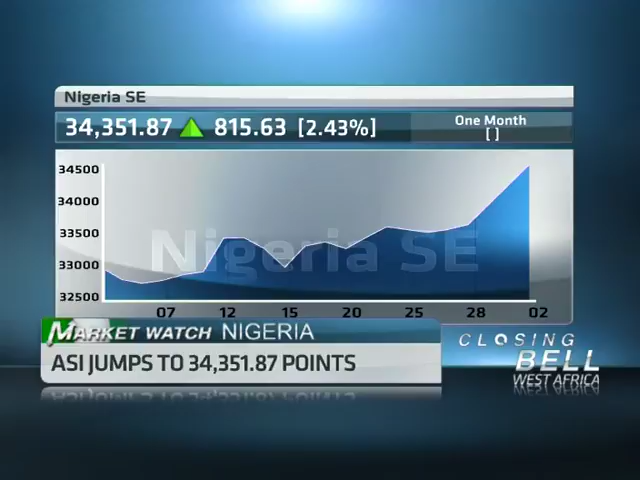 Nigeria SE
34,351.87 ▲ 815.63 [2.43%]
One Month
[ ]
34500
34000
33500
33000
32500
Nigeria SE
07 12 15 20 25 28 02
MARKET WATCH NIGERIA
ASI JUMPS TO 34,351.87 POINTS
CLOSING
BELL
WEST AFRICA